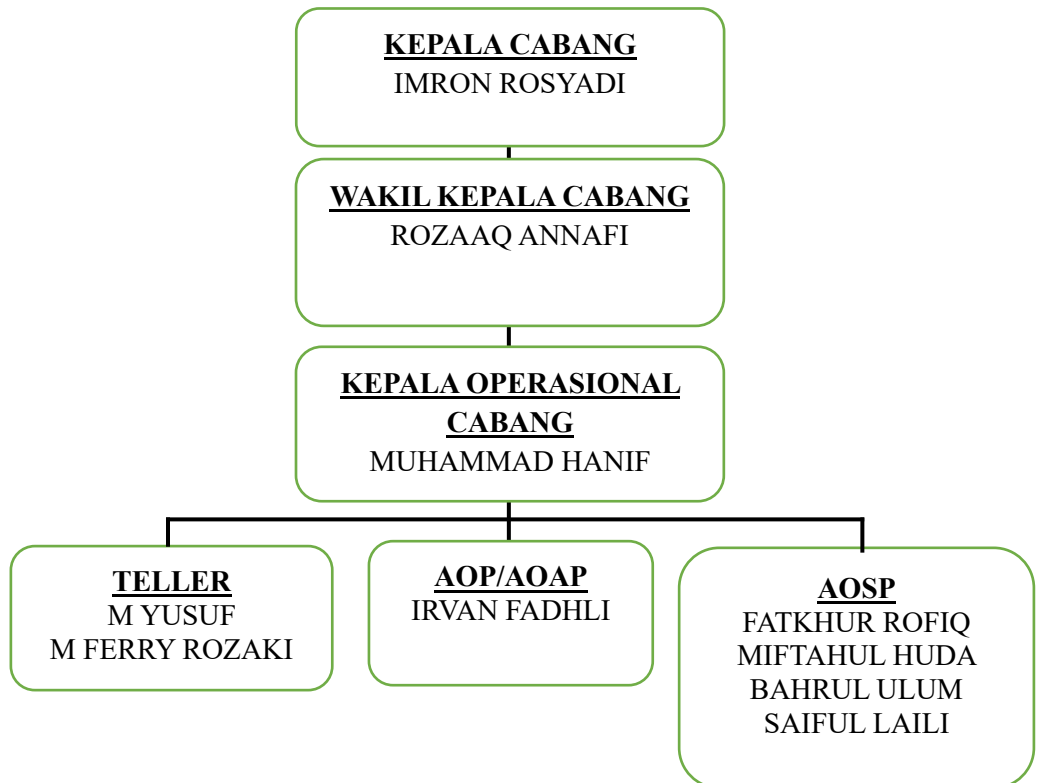 KEPALA CABANG
IMRON ROSYADI
WAKIL KEPALA CABANG
ROZAAQ ANNAFI
KEPALA OPERASIONAL
CABANG
MUHAMMAD HANIF
TELLER
M YUSUF
M FERRY ROZAKI
AOP/AOAP
IRVAN FADHLI
AOSP
FATKHUR ROFIQ
MIFTAHUL HUDA
BAHRUL ULUM
SAIFUL LAILI